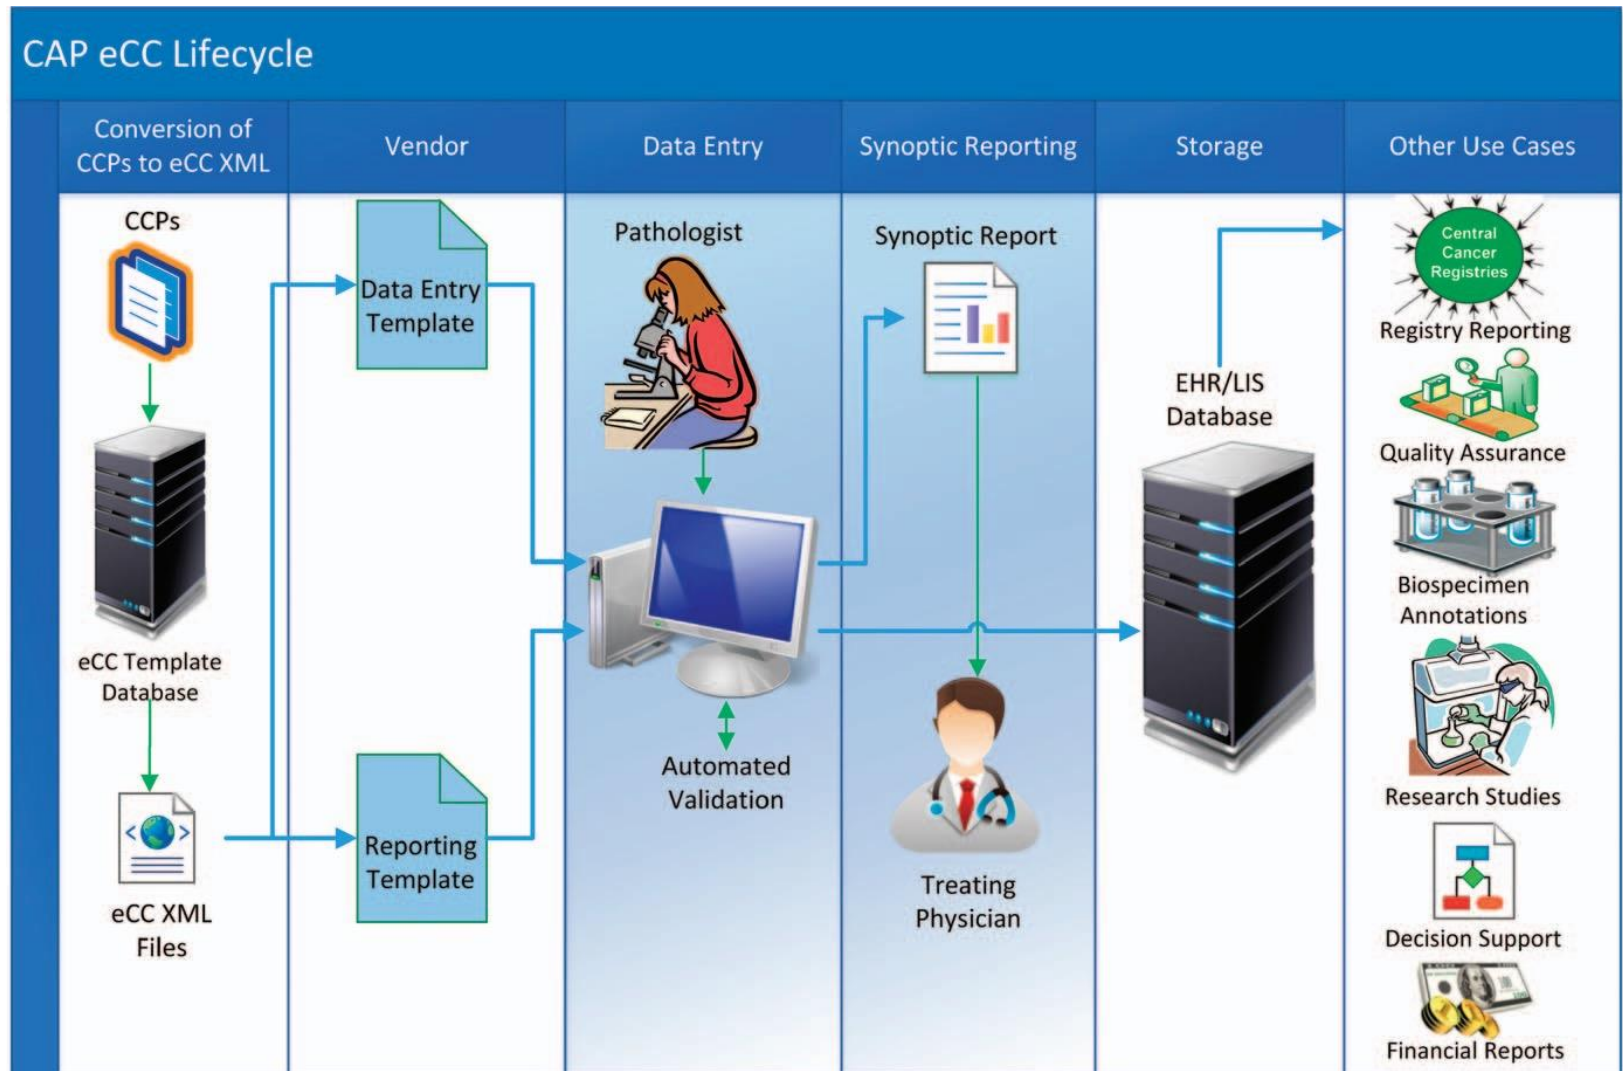 CAP eCC Lifecycle
Conversion of
CCPs to eCC XML
Vendor
Data Entry
Synoptic Reporting
Storage
Other Use Cases
CCPs
eCC Template
Database
eCC XML
Files
Data Entry
Template
Reporting
Template
Pathologist
Automated
Validation
Synoptic Report
Treating
Physician
EHR/LIS
Database
Central
Cancer
Registries
Registry Reporting
Quality Assurance
Biospecimen
Annotations
Research Studies
Decision Support
Financial Reports